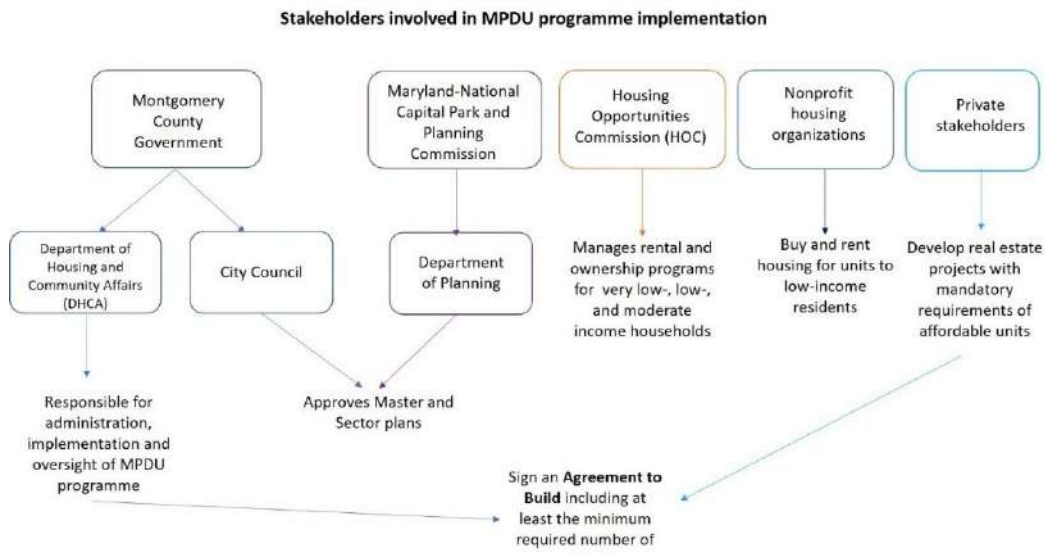 Stakeholders involved in MPDU programme implementation
Montgomery
County
Government
Maryland-National
Capital Park and
Planning
Commission
Housing
Opportunities
Commission (HOC)
Nonprofit
housing
organizations
Private
stakeholders
Department of
Housing and
Community Affairs
(DHCA)
City Council
Department
of Planning
Manages rental and
ownership programs
for very low-, low-,
and moderate
income households
Buy and rent
housing for units to
low-income
residents
Develop real estate
projects with
mandatory
requirements of
affordable units
Responsible for
administration,
implementation and
oversight of MPDU
programme
Approves Master and
Sector plans
Sign an Agreement to
Build including at
least the minimum
required number of